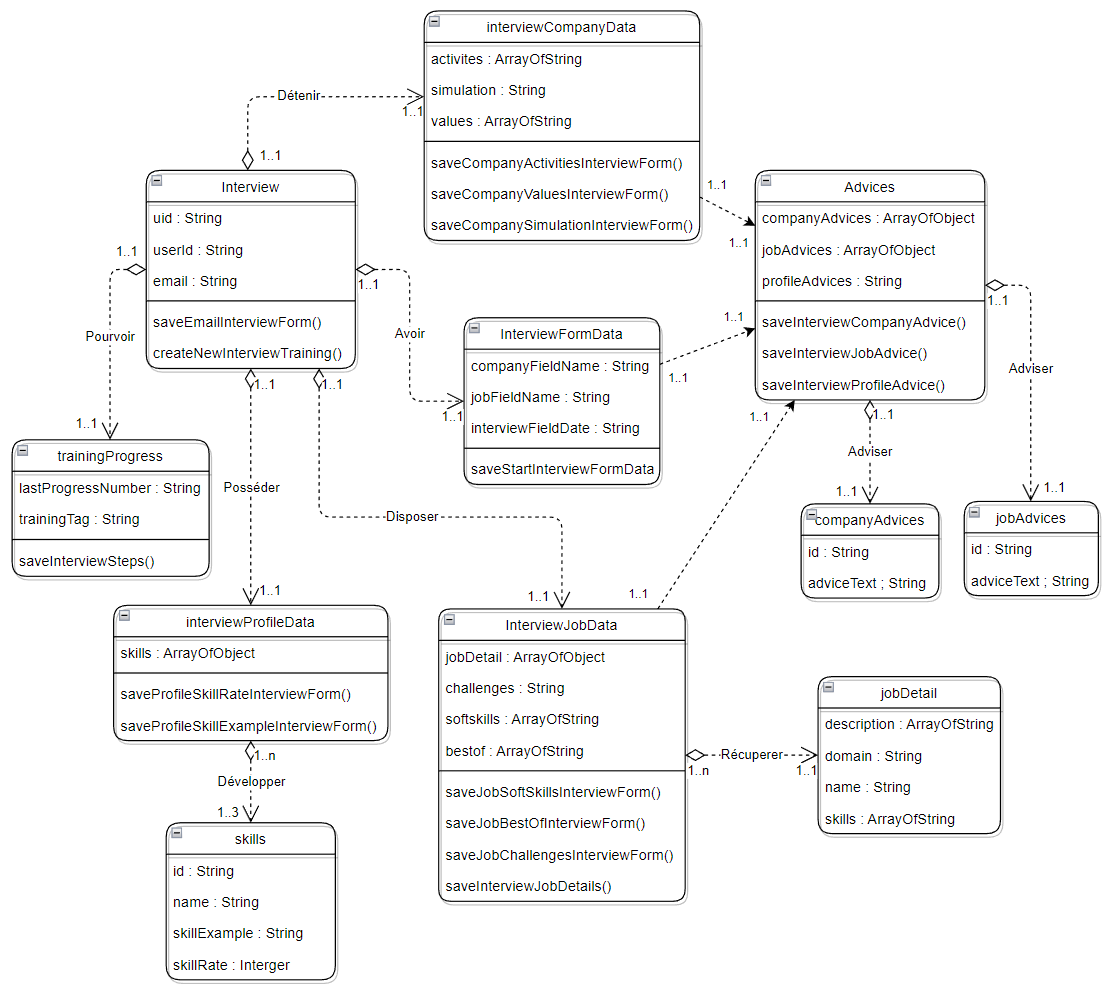 interviewCompanyData
activites : ArrayOfString
simulation : String
values : ArrayOfString
saveCompanyActivitiesInterviewForm()
saveCompanyValuesInterviewForm()
saveCompanySimulationInterviewForm()
Détenir
1..1
1..1
Interview
uid : String
userId : String
email : String
saveEmailInterviewForm()
createNewInterviewTraining()
1..1
Pourvoir
1..1
1..1
Avoir
1..1
1..1
1..1
Advices
companyAdvices : ArrayOfObject
jobAdvices : ArrayOfObject
profileAdvices : String
saveInterviewCompanyAdvice()
saveInterviewJobAdvice()
saveInterviewProfileAdvice()
1..1
1..1
1..1
1..1
1..1
InterviewFormData
companyFieldName : String
jobFieldName : String
interviewFieldDate : String
saveStartInterviewFormData
1..1
1..1
Adviser
1..1
1..1
Adviser
1..1
trainingProgress
lastProgressNumber : String
trainingTag : String
saveInterviewSteps()
Posséder
Disposer
companyAdvices
id : String
adviceText ; String
jobAdvices
id : String
adviceText ; String
1..1
1..1
1..1
interviewProfileData
skills : ArrayOfObject
saveProfileSkillRateInterviewForm()
saveProfileSkillExampleInterviewForm()
InterviewJobData
jobDetail : ArrayOfObject
challenges : String
softskills : ArrayOfString
bestof : ArrayOfString
saveJobSoftSkillsInterviewForm()
saveJobBestOfInterviewForm()
saveJobChallengesInterviewForm()
saveInterviewJobDetails()
Récuperer
1..n
1..1
jobDetail
description : ArrayOfString
domain : String
name : String
skills : ArrayOfString
1..n
Développer
1..3
skills
id : String
name : String
skillExample : String
skillRate : Interger